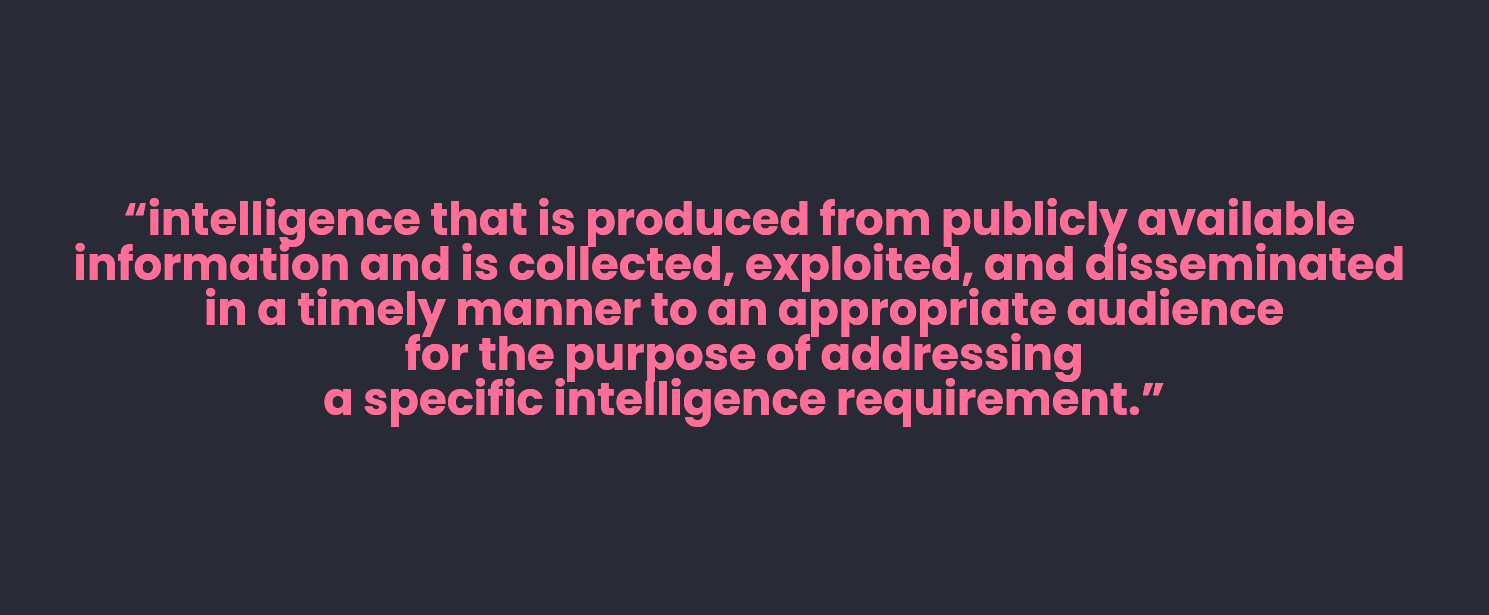 “intelligence that is produced from publicly available
information and is collected, exploited, and disseminated
in a timely manner to an appropriate audience
for the purpose of addressing
a specific intelligence requirement.”